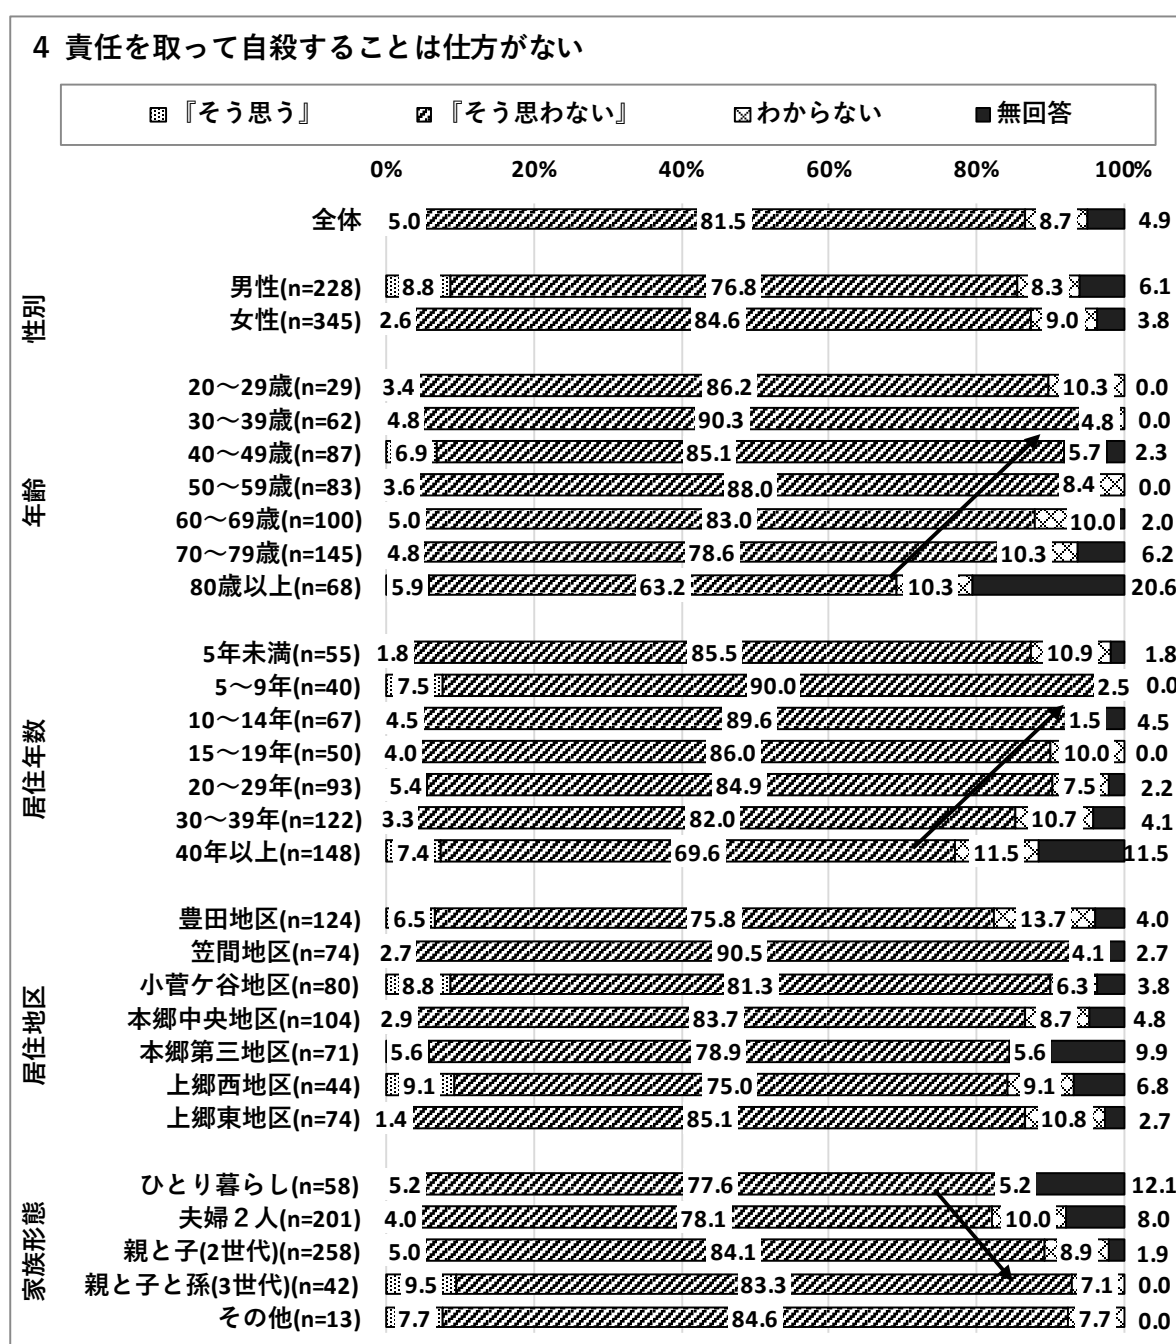 4 責任を取って自殺することは仕方がない
『そう思う』 『そう思わない』 わからない 無回答
0% 20% 40% 60% 80% 100%
全体 5.0 81.5 8.7 4.9
性別
男性(n=228) 8.8 76.8 8.3 6.1
女性(n=345) 2.6 84.6 9.0 3.8
年齢
20～29歳(n=29) 3.4 86.2 10.3 0.0
30～39歳(n=62) 4.8 90.3 4.8 0.0
40～49歳(n=87) 6.9 85.1 5.7 2.3
50～59歳(n=83) 3.6 88.0 8.4 0.0
60～69歳(n=100) 5.0 83.0 10.0 2.0
70～79歳(n=145) 4.8 78.6 10.3 6.2
80歳以上(n=68) 5.9 63.2 10.3 20.6
居住年数
5年未満(n=55) 1.8 85.5 10.9 1.8
5～9年(n=40) 7.5 90.0 2.5 0.0
10～14年(n=67) 4.5 89.6 1.5 4.5
15～19年(n=50) 4.0 86.0 10.0 0.0
20～29年(n=93) 5.4 84.9 7.5 2.2
30～39年(n=122) 3.3 82.0 10.7 4.1
40年以上(n=148) 7.4 69.6 11.5 11.5
居住地区
豊田地区(n=124) 6.5 75.8 13.7 4.0
笠間地区(n=74) 2.7 90.5 4.1 2.7
小菅ケ谷地区(n=80) 8.8 81.3 6.3 3.8
本郷中央地区(n=104) 2.9 83.7 8.7 4.8
本郷第三地区(n=71) 5.6 78.9 5.6 9.9
上郷西地区(n=44) 9.1 75.0 9.1 6.8
上郷東地区(n=74) 1.4 85.1 10.8 2.7
家族形態
ひとり暮らし(n=58) 5.2 77.6 5.2 12.1
夫婦２人(n=201) 4.0 78.1 10.0 8.0
親と子(2世代)(n=258) 5.0 84.1 8.9 1.9
親と子と孫(3世代)(n=42) 9.5 83.3 7.1 0.0
その他(n=13) 7.7 84.6 7.7 0.0